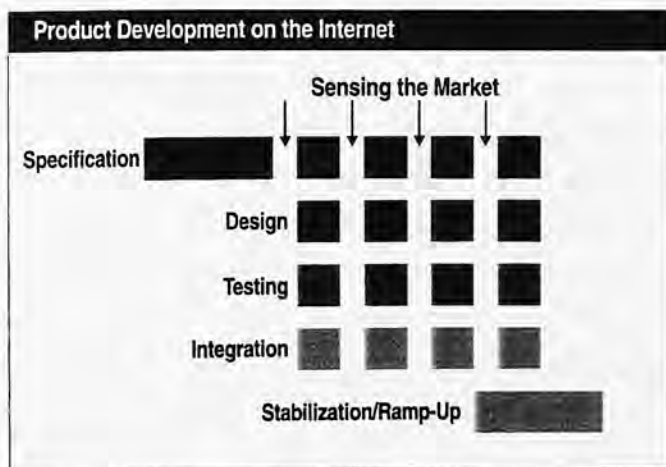 Product Development on the Internet
Sensing the Market
Specification
Design
Testing
Integration
Stabilization/Ramp-Up